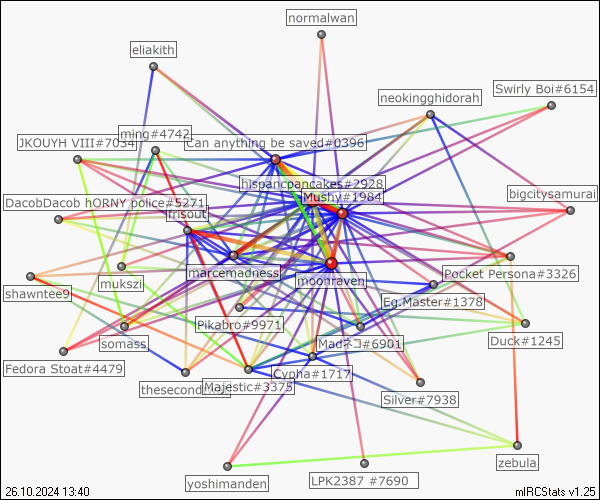 normalwan
eliakith
Swirly Boi#6154
neokingghidorah
ming#4742
JKOUYH VIII#7034
Can anything be saved#0396
hispancpancakes#2928
Mushy#1984
bigcitysamurai
DacobDacob hORNY police#5271
frisout
marcemadness
Pocket Persona#3326
mukszi
moonraven
shawntee9
Eg.Master#1378
Pikabro#9971
somass
Madネコ#6901
Duck#1245
Fedora Stoat#4479
Cypha#1717
Majestic#3375
Silver#7938
zebula
yoshimanden
LPK2387 #7690
26.10.2024 13:40
mIRCStats v1.25